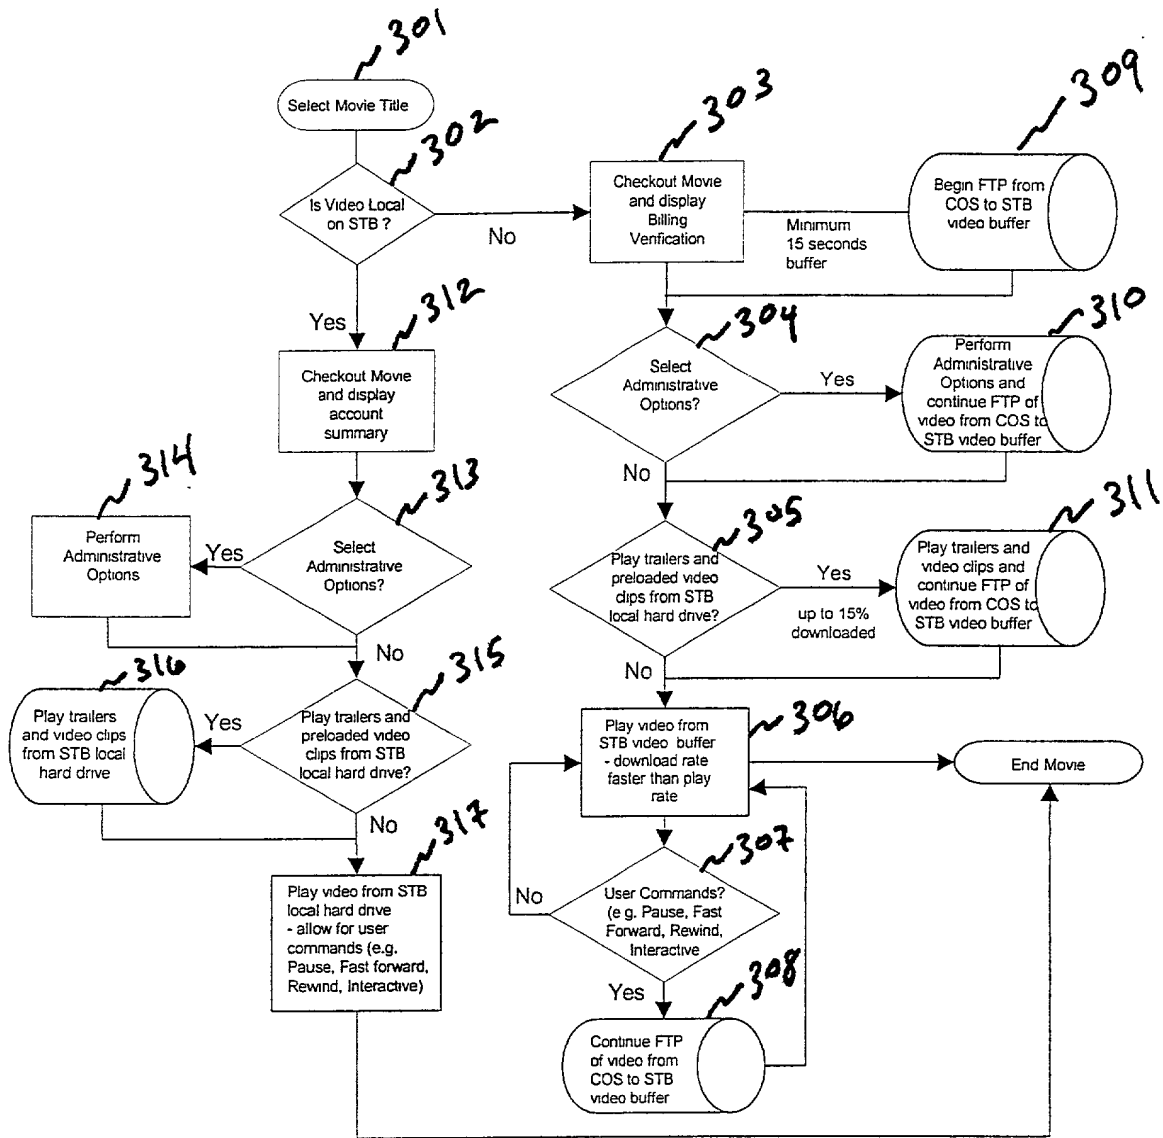 301
Select Movie Title
302
Is Video Local
on STB ?
No
Yes
303
Checkout Movie
and display
Billing
Verfication
Minimum
15 seconds
buffer
309
Begin FTP from
COS to STB
video buffer
312
Checkout Movie
and display
account
summary
304
Select
Administrative
Options?
Yes
No
310
Perform
Administrative
Options and
continue FTP of
video from COS to
STB video buffer
314
Perform
Administrative
Options
Yes
313
Select
Administrative
Options?
No
305
Play trailers and
preloaded video
clips from STB
local hard drive?
Yes
up to 15%
downloaded
No
311
Play trailers and
video clips and
continue FTP of
video from COS to
STB video buffer
316
Play trailers
and video clips
from STB local
hard drive
Yes
315
Play trailers and
preloaded video
clips from STB
local hard drive?
No
306
Play video from
STB video buffer
- download rate
faster than play
rate
End Movie
317
Play video from STB
local hard drive
- allow for user
commands (e.g.
Pause, Fast forward,
Rewind, Interactive)
307
No
User Commands?
(e g. Pause, Fast
Forward, Rewind,
Interactive
Yes
308
Continue FTP
of video from
COS to STB
video buffer